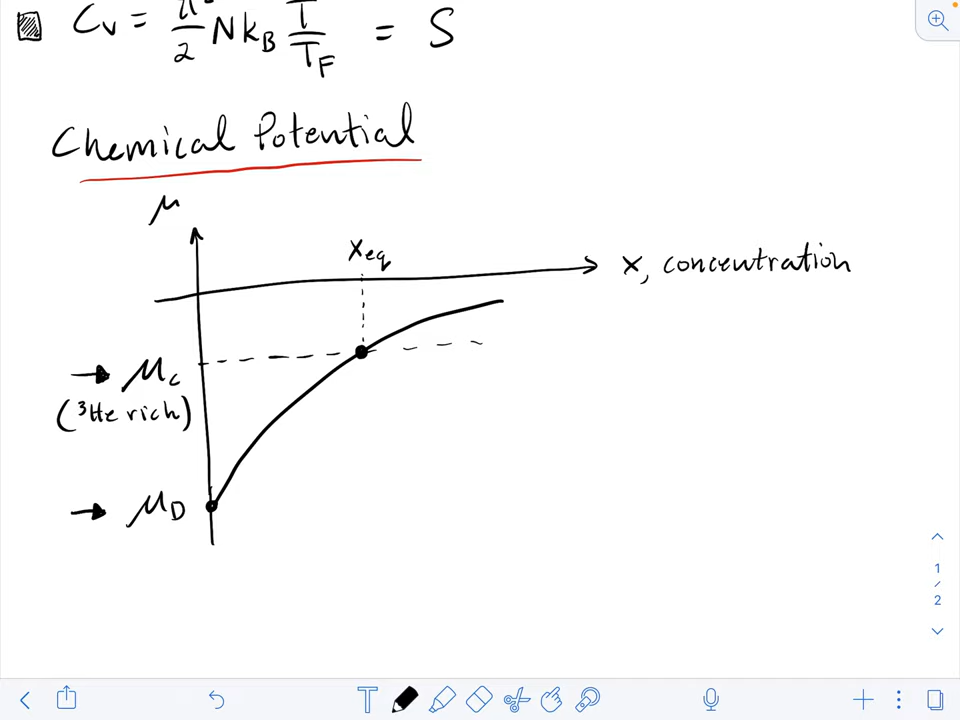 Cv = π²/2 N kB T/TF = S
Chemical Potential
μ
xeq
x, concentration
μc
(³He rich)
μD
1
/
2
T